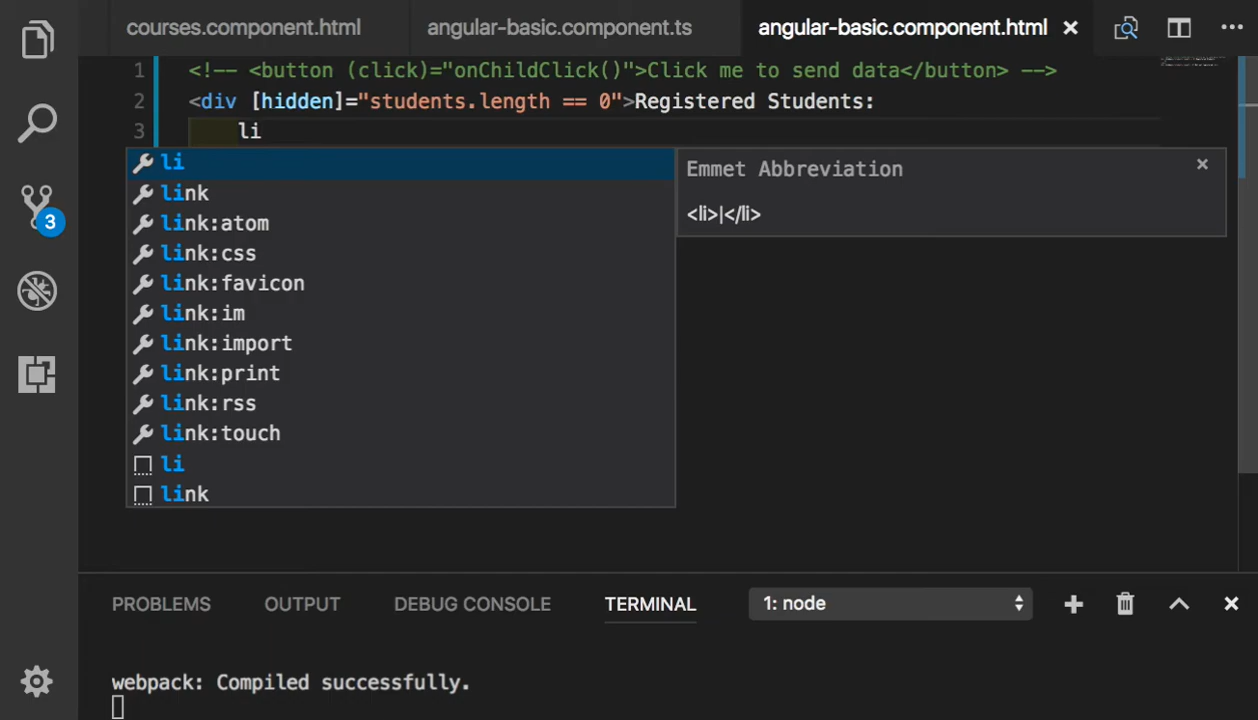 courses.component.html angular-basic.component.ts angular-basic.component.html
1 <!-- <button (click)="onChildClick()">Click me to send data</button> -->
2 <div [hidden]="students.length == 0">Registered Students:
3 li
li
link
link:atom
link:css
link:favicon
link:im
link:import
link:print
link:rss
link:touch
li
link
Emmet Abbreviation
<li>|</li>
3
PROBLEMS OUTPUT DEBUG CONSOLE TERMINAL 1: node
webpack: Compiled successfully.